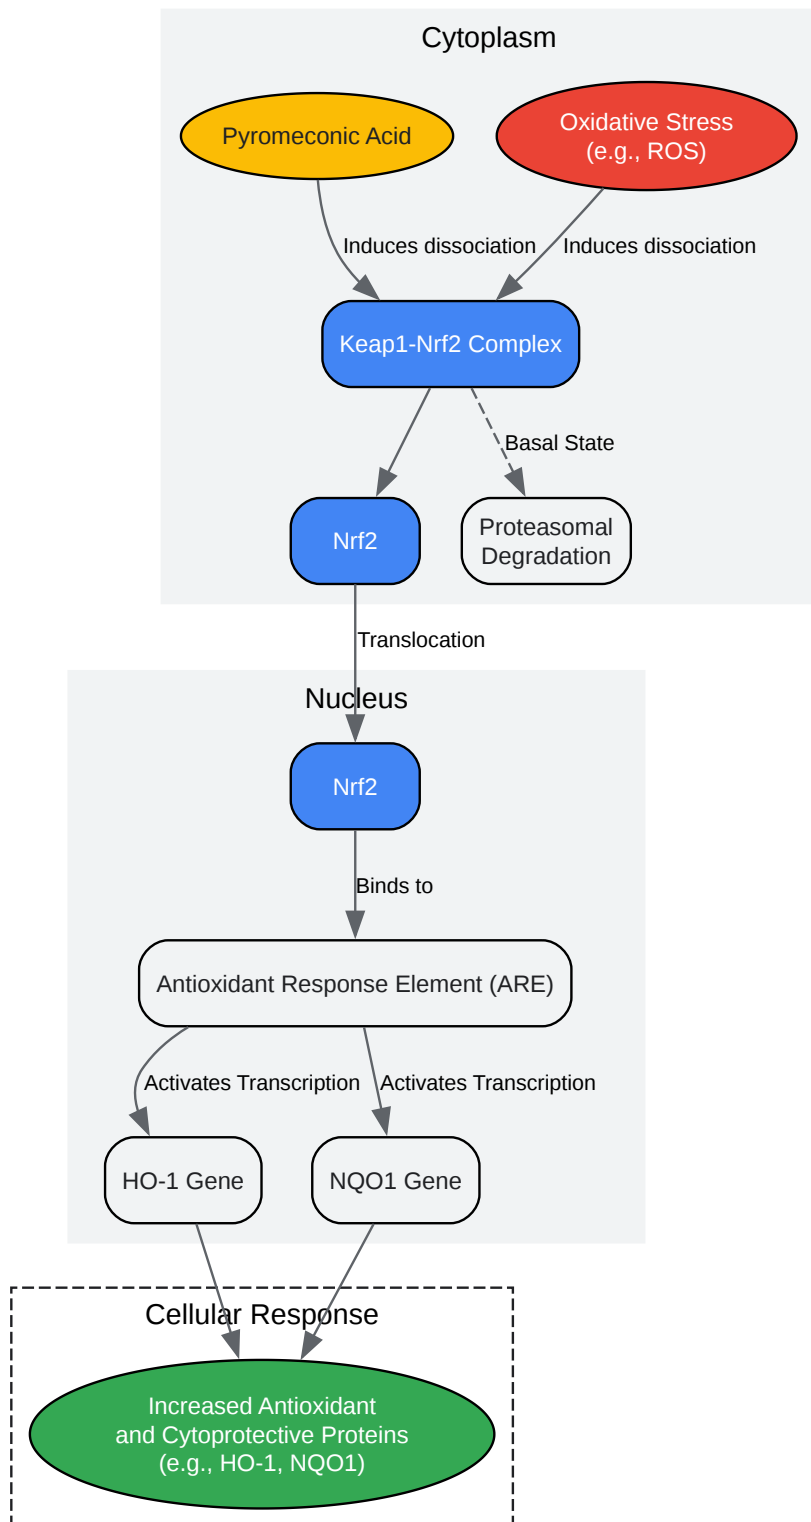 Cytoplasm
Pyromeconic Acid
Oxidative Stress
(e.g., ROS)
Induces dissociation
Induces dissociation
Keap1-Nrf2 Complex
Basal State
Nrf2
Proteasomal
Degradation
Translocation
Nucleus
Nrf2
Binds to
Antioxidant Response Element (ARE)
Activates Transcription
Activates Transcription
HO-1 Gene
NQO1 Gene
Cellular Response
Increased Antioxidant
and Cytoprotective Proteins
(e.g., HO-1, NQO1)